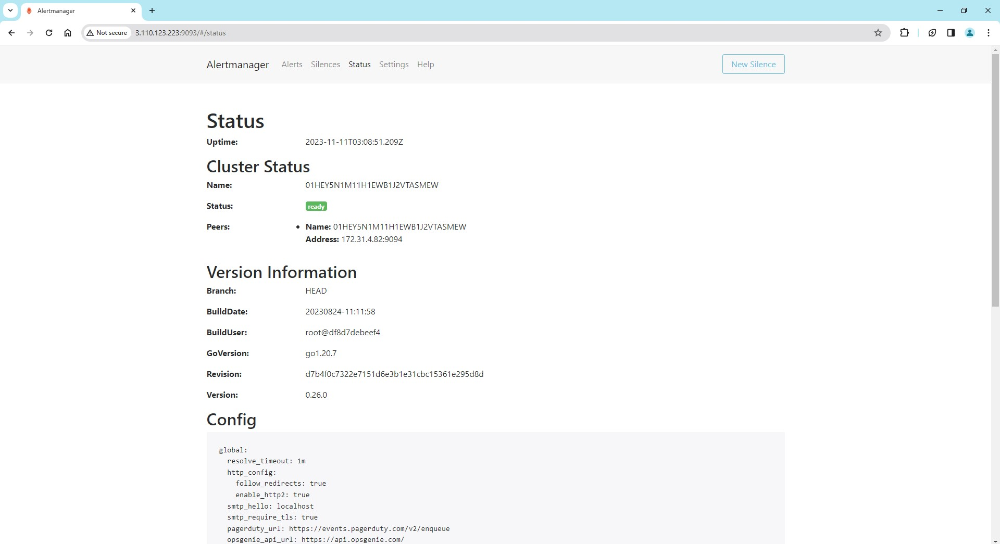 Alertmanager
Not secure 3.110.123.223:9093/#/status
Alertmanager Alerts Silences Status Settings Help New Silence
Status
Uptime: 2023-11-11T03:08:51.209Z
Cluster Status
Name: 01HEY5N1M11H1EWB1J2VTASMEW
Status: ready
Peers: • Name: 01HEY5N1M11H1EWB1J2VTASMEW
Address: 172.31.4.82:9094
Version Information
Branch: HEAD
BuildDate: 20230824-11:11:58
BuildUser: root@df8d7debeef4
GoVersion: go1.20.7
Revision: d7b4f0c7322e7151d6e3b1e31cbc15361e295d8d
Version: 0.26.0
Config
global:
  resolve_timeout: 1m
  http_config:
    follow_redirects: true
    enable_http2: true
  smtp_hello: localhost
  smtp_require_tls: true
  pagerduty_url: https://events.pagerduty.com/v2/enqueue
  opsgenie_api_url: https://api.opsgenie.com/